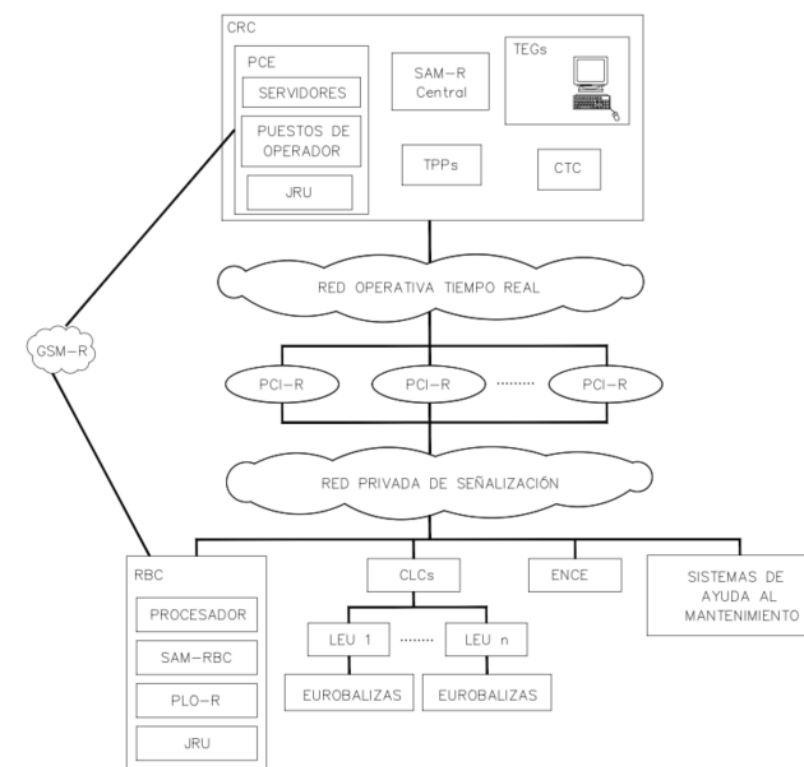 CRC
PCE
SERVIDORES
PUESTOS DE
OPERADOR
JRU
SAM-R
Central
TEGs
TPPs
CTC
RED OPERATIVA TIEMPO REAL
GSM-R
PCI-R
PCI-R
PCI-R
RED PRIVADA DE SEÑALIZACIÓN
RBC
PROCESADOR
SAM-RBC
PLO-R
JRU
CLCs
LEU 1
LEU n
EUROBALIZAS
EUROBALIZAS
ENCE
SISTEMAS DE
AYUDA AL
MANTENIMIENTO